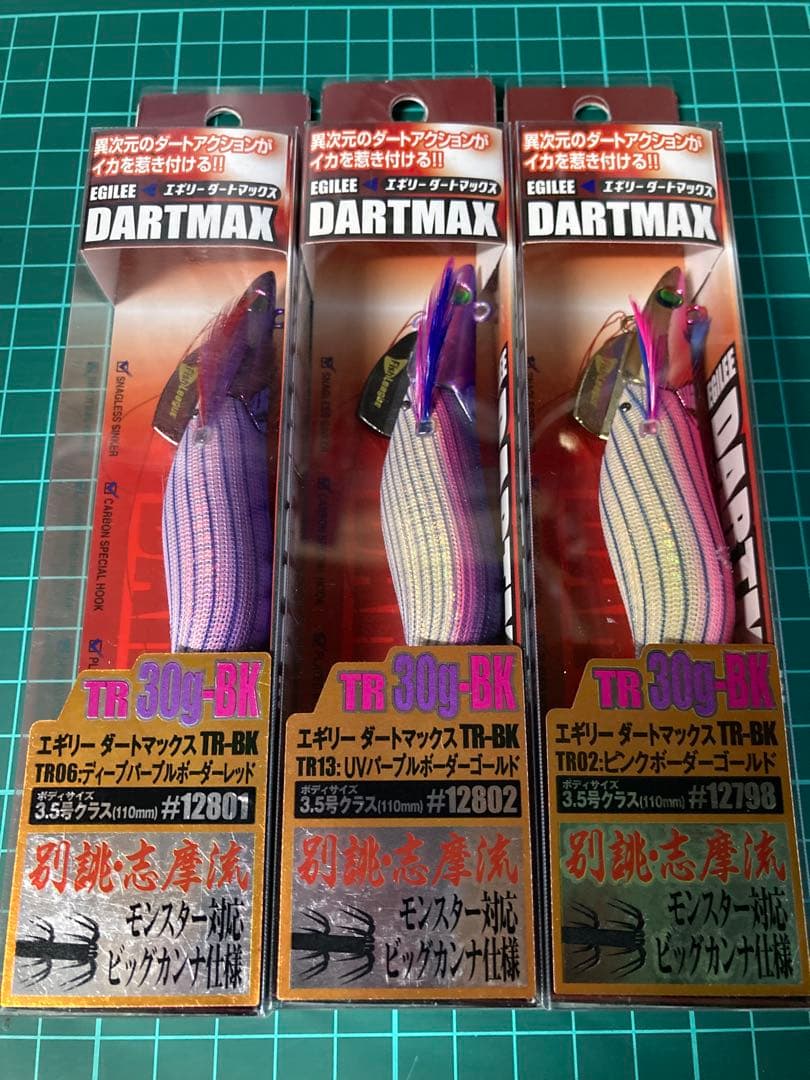 異次元のダートアクションが
イカを惹き付ける!!
EGILEE エギリー ダートマックス
DARTMAX
Fish League
SNAGLESS SINKER
CARBON SPECIAL HOOK
TR 30g-BK
エギリー ダートマックス TR-BK
TR06:ディープパープルボーダーレッド
ボディサイズ
3.5号クラス(110mm) #12801
別誂・志摩流
モンスター対応
ビッグカンナ仕様
異次元のダートアクションが
イカを惹き付ける!!
EGILEE エギリー ダートマックス
DARTMAX
Fish League
TR 30g-BK
エギリー ダートマックス TR-BK
TR13:UVパープルボーダーゴールド
ボディサイズ
3.5号クラス(110mm) #12802
別誂・志摩流
モンスター対応
ビッグカンナ仕様
異次元のダートアクションが
イカを惹き付ける!!
EGILEE エギリー ダートマックス
DARTMAX
EGILEE
TR 30g-BK
エギリー ダートマックス TR-BK
TR02:ピンクボーダーゴールド
ボディサイズ
3.5号クラス(110mm) #12798
別誂・志摩流
モンスター対応
ビッグカンナ仕様